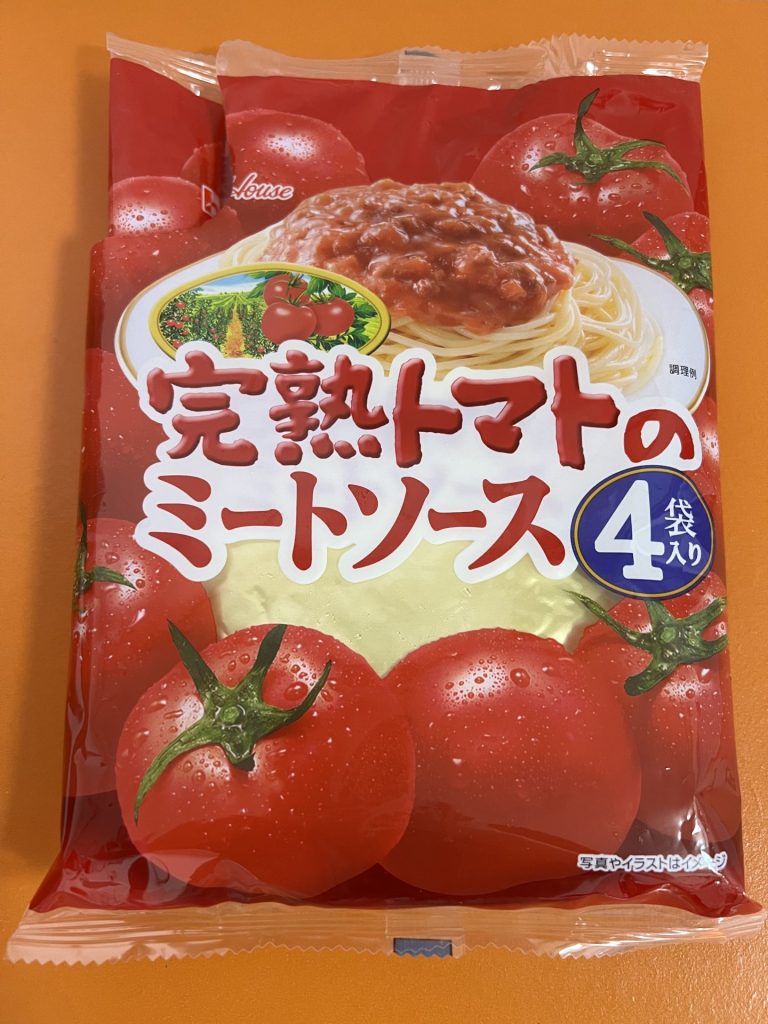 House
調理例
完熟トマトの
ミートソース
4袋入り
写真やイラストはイメージ